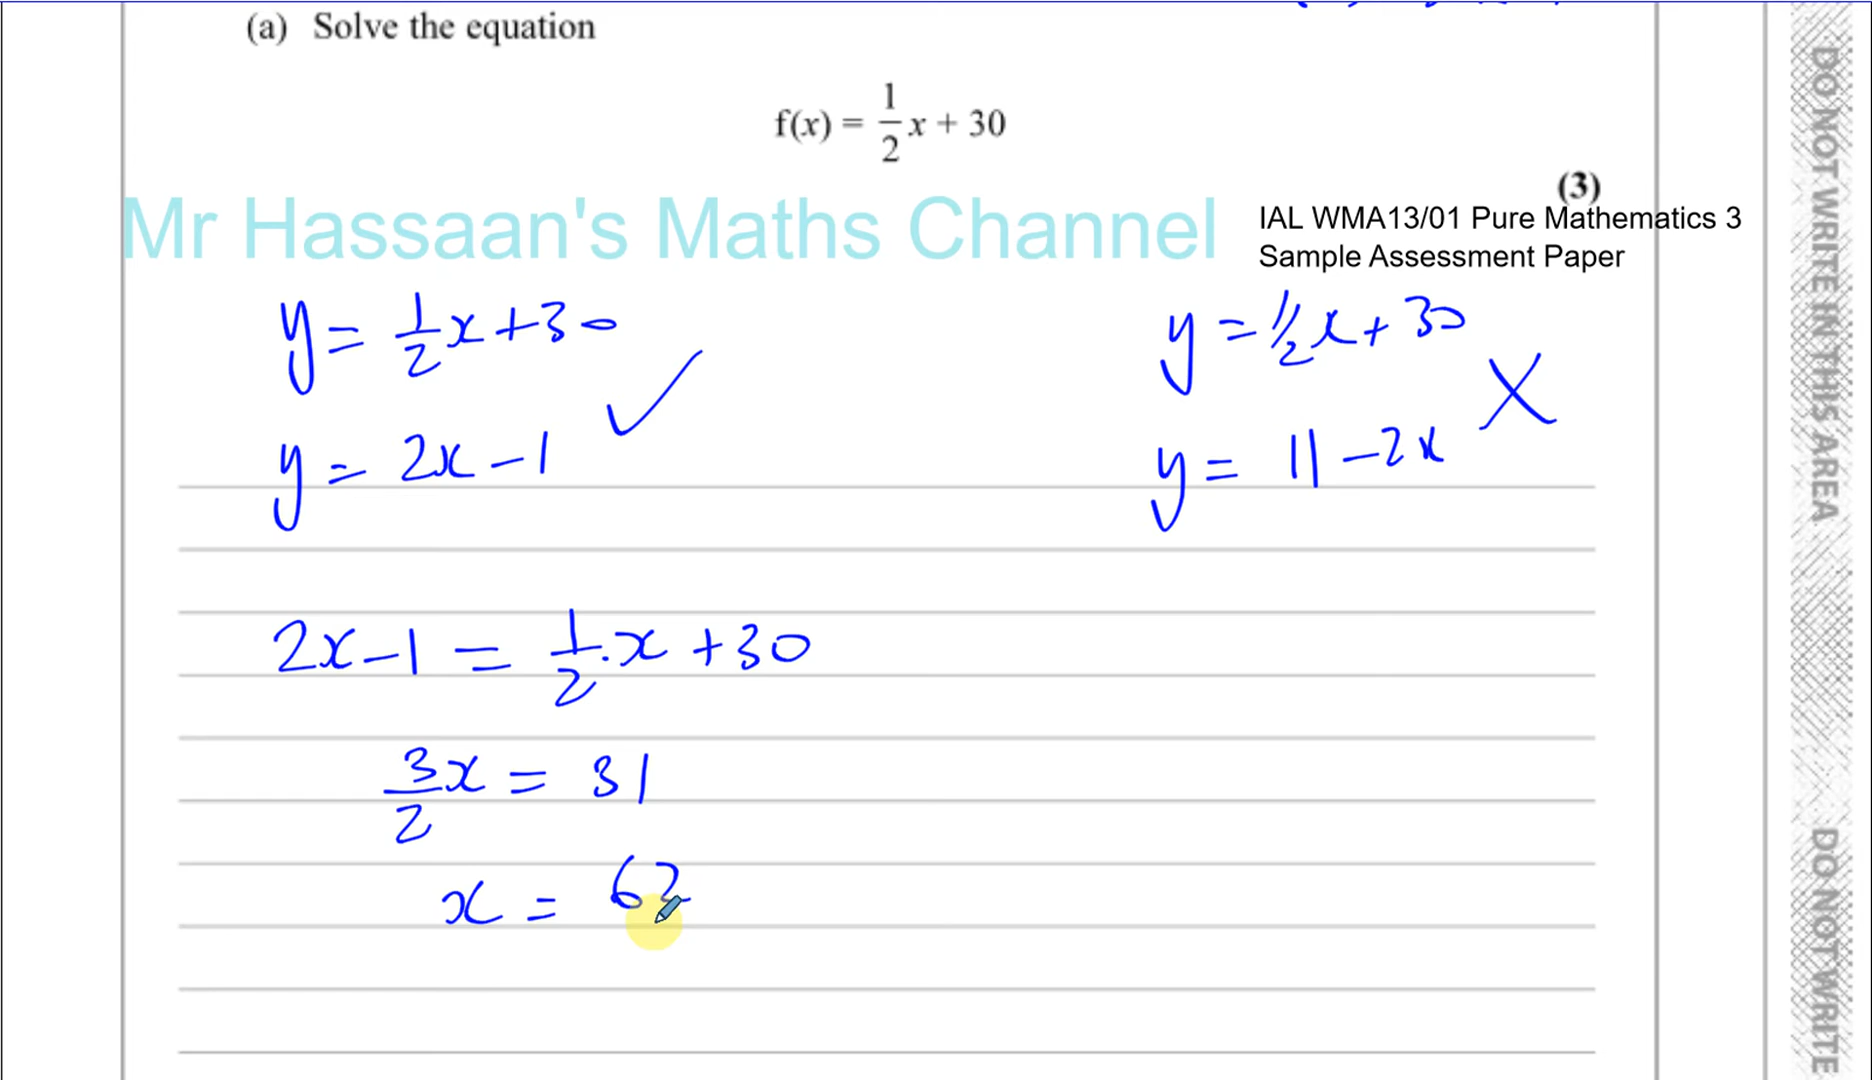 (a) Solve the equation
f(x) = 1/2 x + 30
(3)
Mr Hassaan's Maths Channel
IAL WMA13/01 Pure Mathematics 3
Sample Assessment Paper
y = 1/2 x + 30
y = 1/2 x + 30
y = 2x - 1
y = 11 - 2x
2x - 1 = 1/2 . x + 30
3/2 x = 31
x = 62
DO NOT WRITE IN THIS AREA
DO NOT WRITE